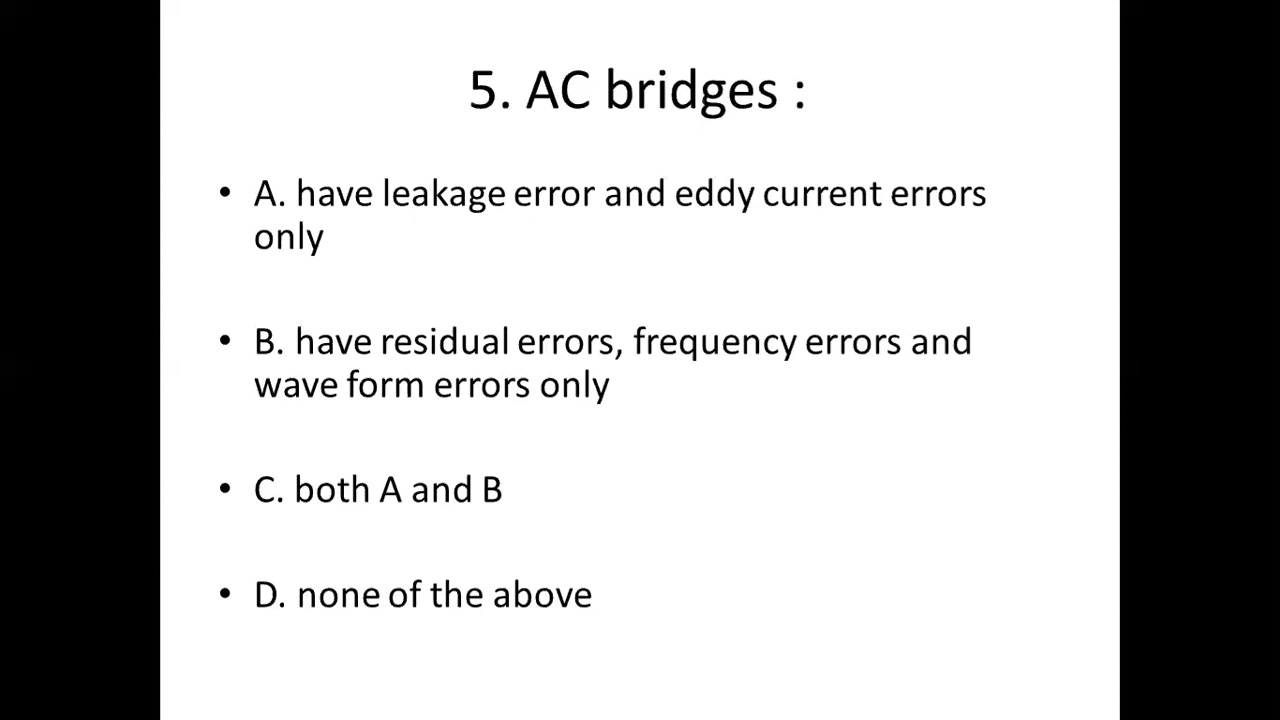 5. AC bridges :
• A. have leakage error and eddy current errors
only
• B. have residual errors, frequency errors and
wave form errors only
• C. both A and B
• D. none of the above